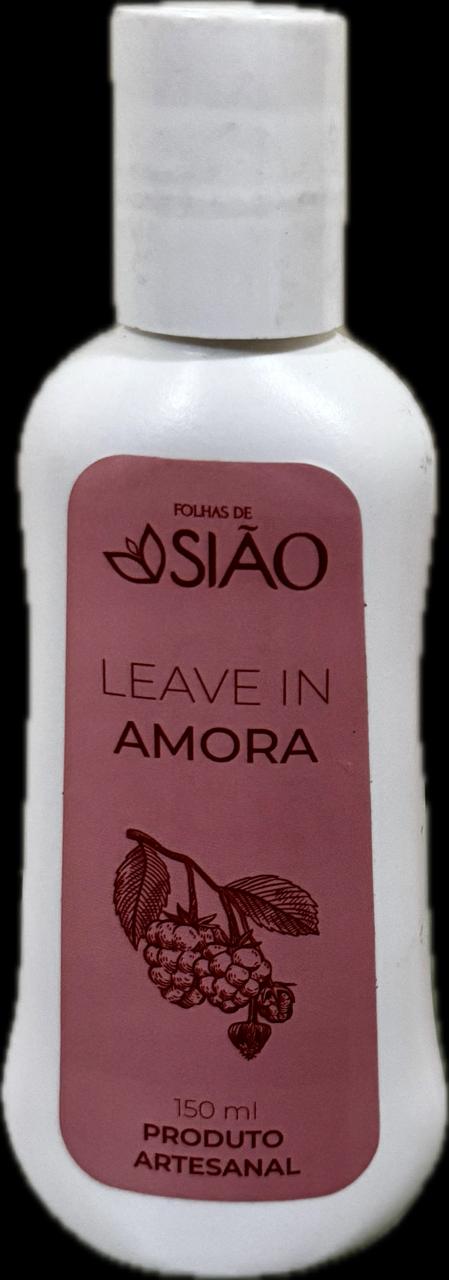 FOLHAS DE
SIÃO
LEAVE IN
AMORA
150 ml
PRODUTO
ARTESANAL